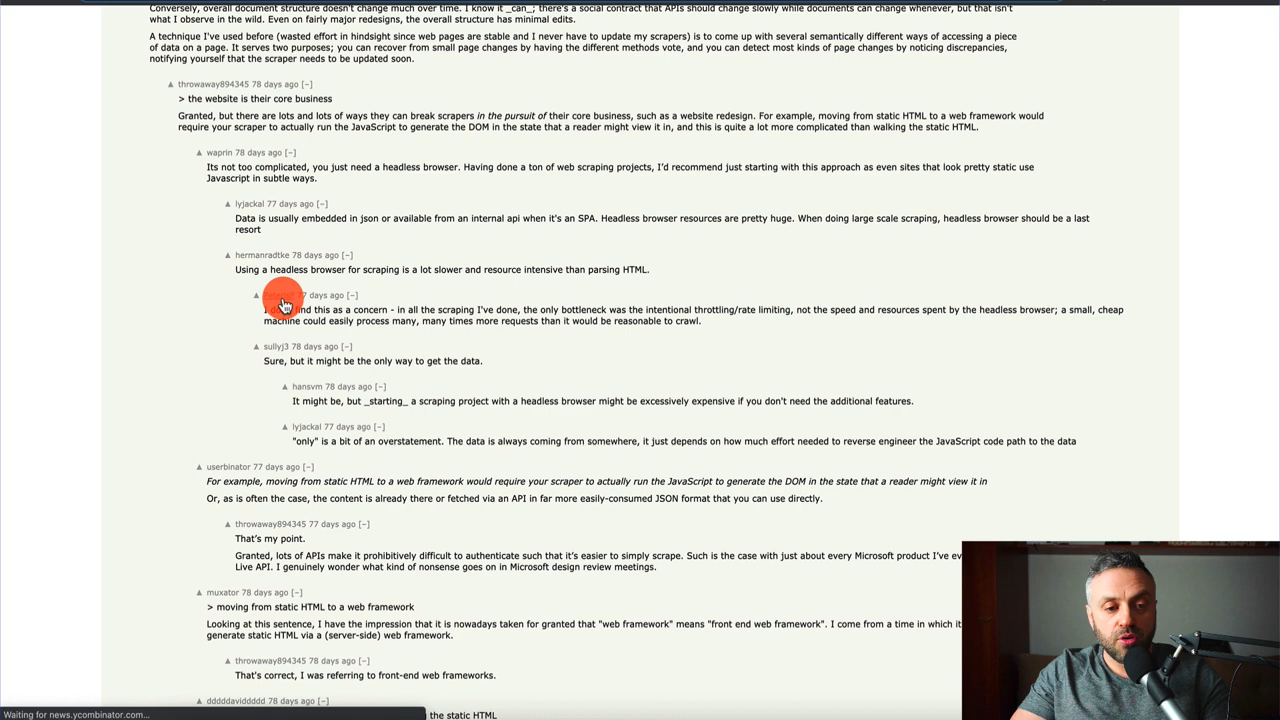 Conversely, overall document structure doesn't change much over time. I know it _can_; there's a social contract that APIs should change slowly while documents can change whenever, but that isn't
what I observe in the wild. Even on fairly major redesigns, the overall structure has minimal edits.
A technique I've used before (wasted effort in hindsight since web pages are stable and I never have to update my scrapers) is to come up with several semantically different ways of accessing a piece
of data on a page. It serves two purposes; you can recover from small page changes by having the different methods vote, and you can detect most kinds of page changes by noticing discrepancies,
notifying yourself that the scraper needs to be updated soon.
throwaway894345 78 days ago [–]
> the website is their core business
Granted, but there are lots and lots of ways they can break scrapers in the pursuit of their core business, such as a website redesign. For example, moving from static HTML to a web framework would
require your scraper to actually run the JavaScript to generate the DOM in the state that a reader might view it in, and this is quite a lot more complicated than walking the static HTML.
waprin 78 days ago [–]
Its not too complicated, you just need a headless browser. Having done a ton of web scraping projects, I'd recommend just starting with this approach as even sites that look pretty static use
Javascript in subtle ways.
lyjackal 77 days ago [–]
Data is usually embedded in json or available from an internal api when it's an SPA. Headless browser resources are pretty huge. When doing large scale scraping, headless browser should be a last
resort
hermanradtke 78 days ago [–]
Using a headless browser for scraping is a lot slower and resource intensive than parsing HTML.
77 days ago [–]
I find this as a concern - in all the scraping I've done, the only bottleneck was the intentional throttling/rate limiting, not the speed and resources spent by the headless browser; a small, cheap
machine could easily process many, many times more requests than it would be reasonable to crawl.
sullyj3 78 days ago [–]
Sure, but it might be the only way to get the data.
hansvm 78 days ago [–]
It might be, but _starting_ a scraping project with a headless browser might be excessively expensive if you don't need the additional features.
lyjackal 77 days ago [–]
"only" is a bit of an overstatement. The data is always coming from somewhere, it just depends on how much effort needed to reverse engineer the JavaScript code path to the data
userbinator 77 days ago [–]
For example, moving from static HTML to a web framework would require your scraper to actually run the JavaScript to generate the DOM in the state that a reader might view it in
Or, as is often the case, the content is already there or fetched via an API in far more easily-consumed JSON format that you can use directly.
throwaway894345 77 days ago [–]
That's my point.
Granted, lots of APIs make it prohibitively difficult to authenticate such that it's easier to simply scrape. Such is the case with just about every Microsoft product I've ev
Live API. I genuinely wonder what kind of nonsense goes on in Microsoft design review meetings.
muxator 78 days ago [–]
> moving from static HTML to a web framework
Looking at this sentence, I have the impression that it is nowadays taken for granted that "web framework" means "front end web framework". I come from a time in which it
generate static HTML via a (server-side) web framework.
throwaway894345 78 days ago [–]
That's correct, I was referring to front-end web frameworks.
dddddaviddddd 78 days ago [–]
the static HTML
Waiting for news.ycombinator.com...